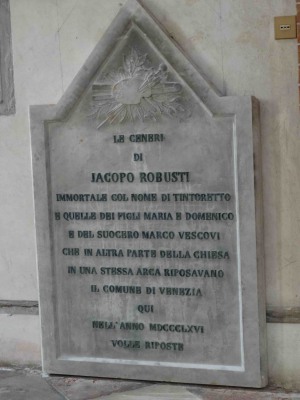 LE CENERI
DI
JACOPO ROBUSTI
IMMORTALE COL NOME DI TINTORETTO
E QUELLE DEI FIGLI MARIA E DOMENICO
E DEL SUOCERO MARCO VESCOVI
CHE IN ALTRA PARTE DELLA CHIESA
IN UNA STESSA ARCA RIPOSAVANO
IL COMUNE DI VENEZIA
QUI
NELL'ANNO MDCCCLXVI
VOLLE RIPOSTE